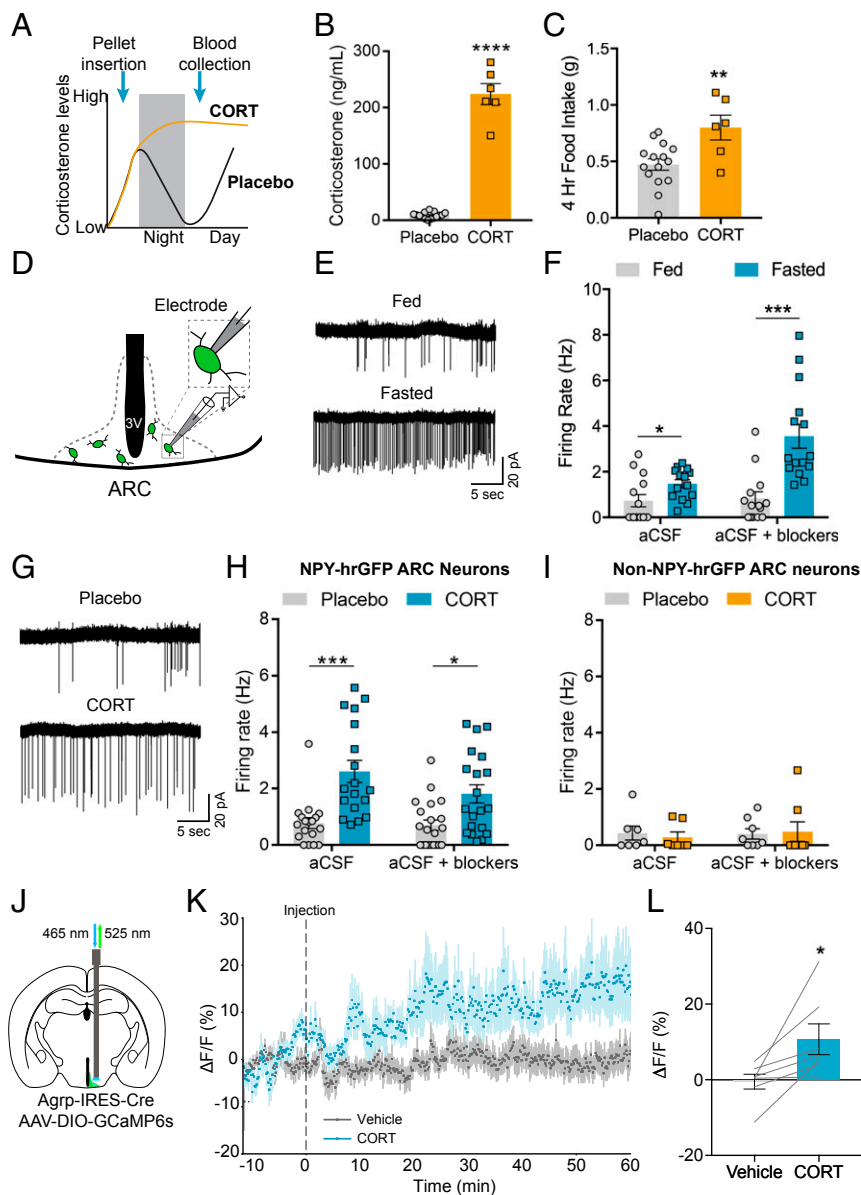 A
Pellet insertion
Blood collection
Corticosterone levels
High
Low
CORT
Placebo
Night
Day
B
Corticosterone (ng/mL)
300
200
100
0
****
Placebo
CORT
C
4 Hr Food Intake (g)
1.5
1.0
0.5
0.0
**
Placebo
CORT
D
Electrode
3V
ARC
E
Fed
Fasted
5 sec
20 pA
F
Fed
Fasted
Firing Rate (Hz)
10
8
6
4
2
0
*
***
aCSF
aCSF + blockers
G
Placebo
CORT
5 sec
20 pA
H
NPY-hrGFP ARC Neurons
Placebo
CORT
Firing rate (Hz)
8
6
4
2
0
***
*
aCSF
aCSF + blockers
I
Non-NPY-hrGFP ARC neurons
Placebo
CORT
Firing rate (Hz)
8
6
4
2
0
aCSF
aCSF + blockers
J
465 nm
525 nm
Agrp-IRES-Cre
AAV-DIO-GCaMP6s
K
Injection
ΔF/F (%)
30
20
10
0
-10
-20
Vehicle
CORT
-10
0
10
20
30
40
50
60
Time (min)
L
ΔF/F (%)
40
20
0
-20
*
Vehicle
CORT